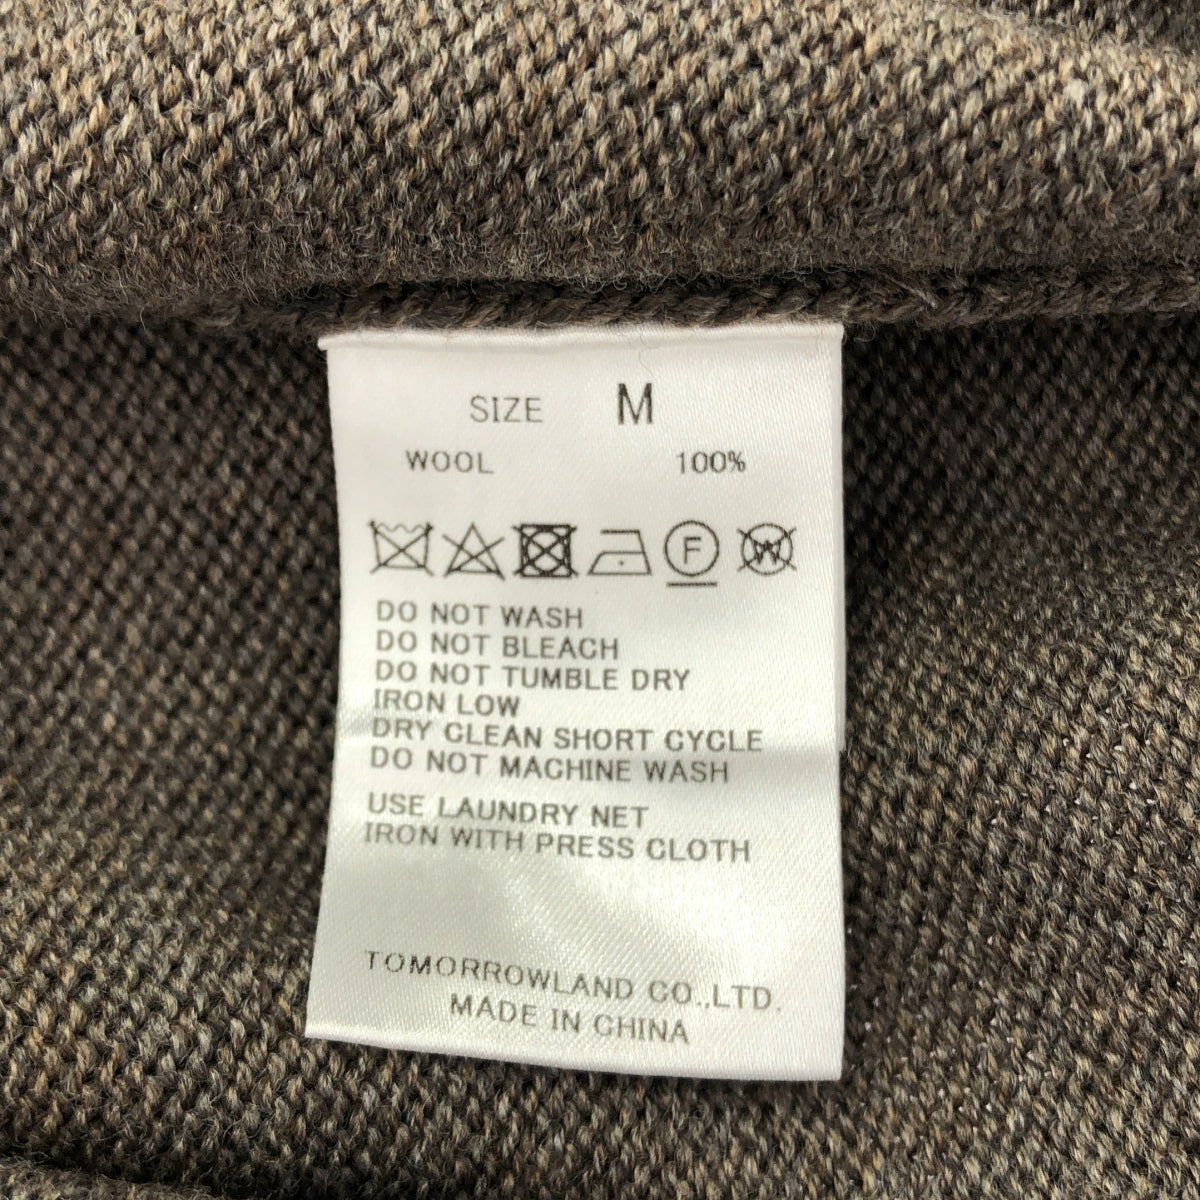 SIZE M
WOOL 100%
F W
DO NOT WASH
DO NOT BLEACH
DO NOT TUMBLE DRY
IRON LOW
DRY CLEAN SHORT CYCLE
DO NOT MACHINE WASH
USE LAUNDRY NET
IRON WITH PRESS CLOTH
TOMORROWLAND CO.,LTD.
MADE IN CHINA